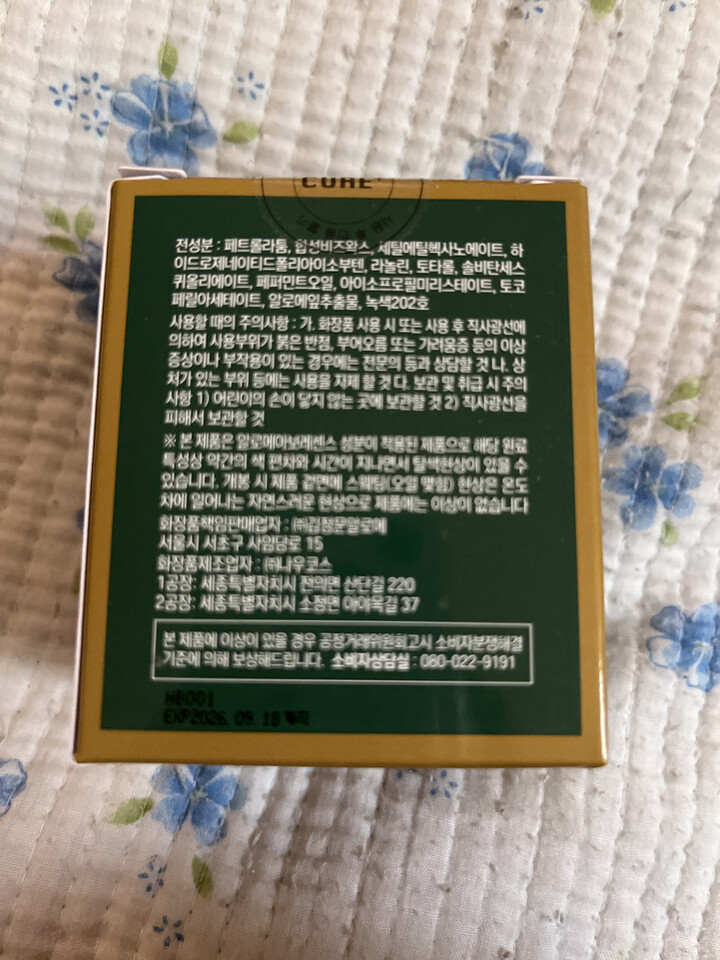 CURE+
전성분 : 페트롤라툼, 합성비즈왁스, 세틸에틸헥사노에이트, 하
이드로제네이티드폴리아이소부텐, 라놀린, 토타롤, 솔비탄세스
퀴올리에이트, 페퍼민트오일, 아이소프로필미리스테이트, 토코
페릴아세테이트, 알로에잎추출물, 녹색202호
사용할 때의 주의사항 : 가. 화장품 사용 시 또는 사용 후 직사광선에
의하여 사용부위가 붉은 반점, 부어오름 또는 가려움증 등의 이상
증상이나 부작용이 있는 경우에는 전문의 등과 상담할 것 나. 상
처가 있는 부위 등에는 사용을 자제 할 것 다. 보관 및 취급 시 주의
사항 1) 어린이의 손이 닿지 않는 곳에 보관할 것 2) 직사광선을
피해서 보관할 것
※ 본 제품은 알로에아보레센스 성분이 적용된 제품으로 해당 원료
특성상 약간의 색 편차와 시간이 지나면서 탈색현상이 있을 수
있습니다. 개봉 시 제품 겉면에 스웨팅(오일 맺힘) 현상은 온도
차에 일어나는 자연스러운 현상으로 제품에는 이상이 없습니다
화장품책임판매업자 : ㈜김정문알로에
서울시 서초구 사임당로 15
화장품제조업자 : ㈜나우코스
1공장: 세종특별자치시 전의면 산단길 220
2공장: 세종특별자치시 소정면 아야목길 37
본 제품에 이상이 있을 경우 공정거래위원회고시 소비자분쟁해결
기준에 의해 보상해드립니다. 소비자상담실 : 080-022-9191
NB001
EXP2026. 09. 18 까지